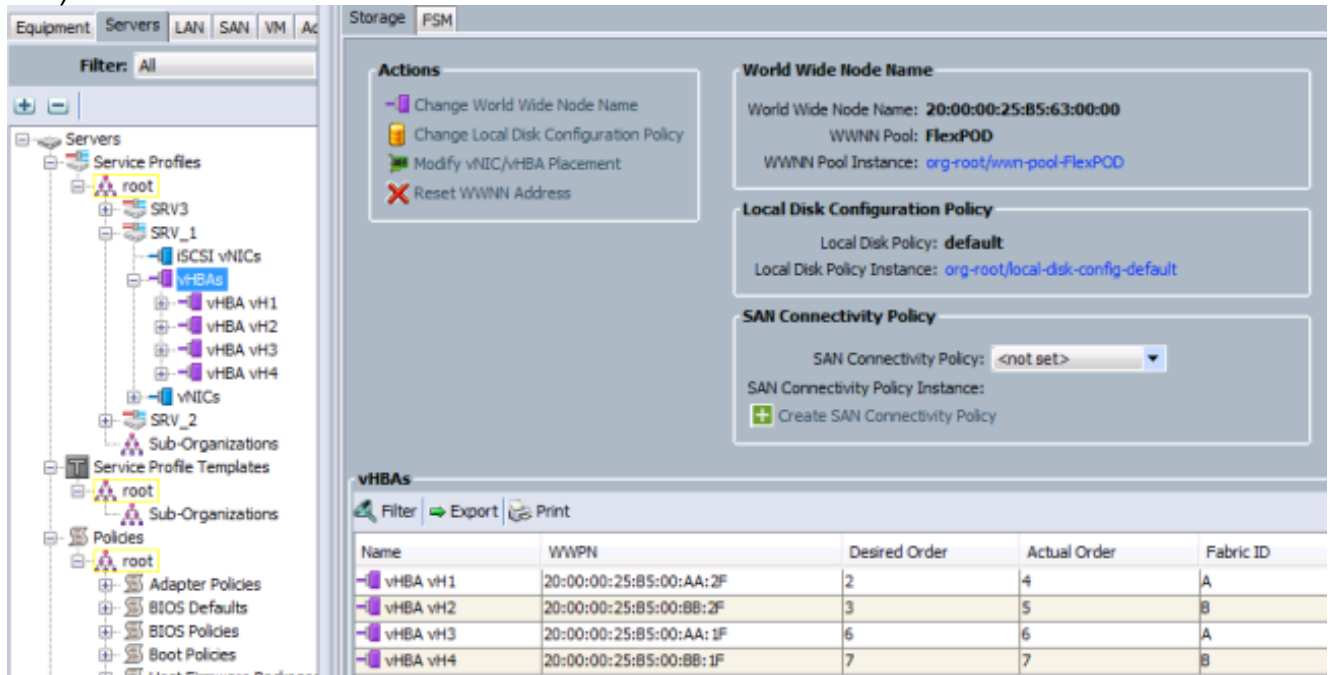 )
Equipment Servers LAN SAN VM Ad
Filter: All
Servers
Service Profiles
root
SRV3
SRV_1
iSCSI vNICs
vHBAs
vHBA vH1
vHBA vH2
vHBA vH3
vHBA vH4
vNICs
SRV_2
Sub-Organizations
Service Profile Templates
root
Sub-Organizations
Policies
root
Adapter Policies
BIOS Defaults
BIOS Policies
Boot Policies
Host Firmware Packages
Storage FSM
Actions
Change World Wide Node Name
Change Local Disk Configuration Policy
Modify vNIC/vHBA Placement
Reset WWNN Address
World Wide Node Name
World Wide Node Name: 20:00:00:25:B5:63:00:00
WWNN Pool: FlexPOD
WWNN Pool Instance: org-root/wwn-pool-FlexPOD
Local Disk Configuration Policy
Local Disk Policy: default
Local Disk Policy Instance: org-root/local-disk-config-default
SAN Connectivity Policy
SAN Connectivity Policy: <not set>
SAN Connectivity Policy Instance:
Create SAN Connectivity Policy
vHBAs
Filter Export Print
Name WWPN Desired Order Actual Order Fabric ID
vHBA vH1 20:00:00:25:B5:00:AA:2F 2 4 A
vHBA vH2 20:00:00:25:B5:00:BB:2F 3 5 B
vHBA vH3 20:00:00:25:B5:00:AA:1F 6 6 A
vHBA vH4 20:00:00:25:B5:00:BB:1F 7 7 B